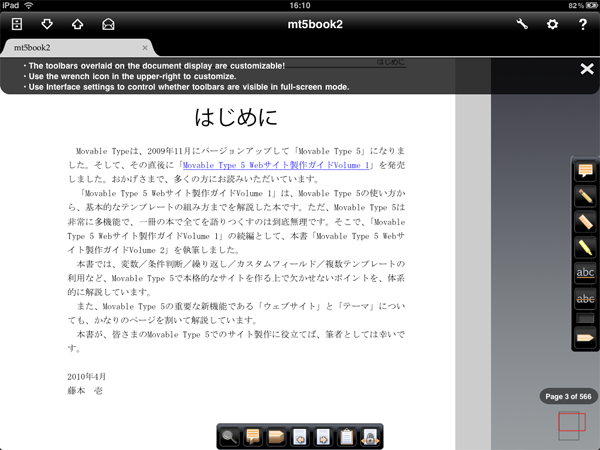 iPad
16:10
82%
mt5book2
mt5book2
・The toolbars overlaid on the document display are customizable!
・Use the wrench icon in the upper-right to customize.
・Use Interface settings to control whether toolbars are visible in full-screen mode.
はじめに
はじめに
Movable Typeは、2009年11月にバージョンアップして「Movable Type 5」になりま
した。そして、その直後に「Movable Type 5 Webサイト製作ガイドVolume 1」を発売
しました。おかげさまで、多くの方にお読みいただいています。
「Movable Type 5 Webサイト製作ガイドVolume 1」は、Movable Type 5の使い方か
ら、基本的なテンプレートの組み方までを解説した本です。ただ、Movable Type 5は
非常に多機能で、一冊の本で全てを語りつくすのは到底無理です。そこで、「Movable
Type 5 Webサイト製作ガイドVolume 1」の続編として、本書「Movable Type 5 Webサ
イト製作ガイドVolume 2」を執筆しました。
本書では、変数／条件判断／繰り返し／カスタムフィールド／複数テンプレートの
利用など、Movable Type 5で本格的なサイトを作る上で欠かせないポイントを、体系
的に解説しています。
また、Movable Type 5の重要な新機能である「ウェブサイト」と「テーマ」につい
ても、かなりのページを割いて解説しています。
本書が、皆さまのMovable Type 5でのサイト製作に役立てば、筆者としては幸いで
す。
2010年4月
藤本　壱
abc
abc
Page 3 of 566